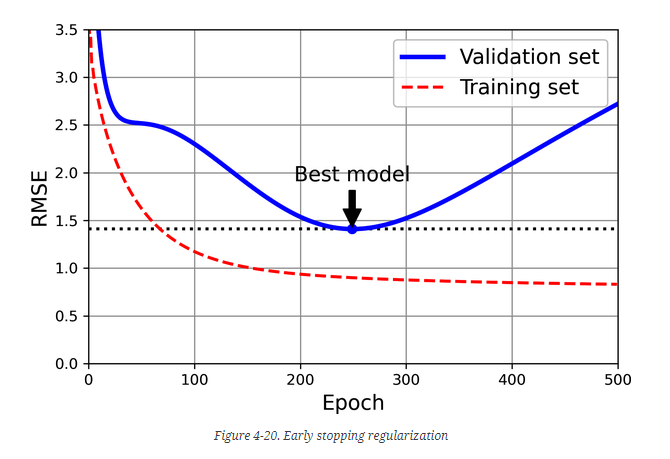 3.5
3.0
2.5
2.0
1.5
1.0
0.5
0.0
RMSE
Validation set
Training set
Best model
0 100 200 300 400 500
Epoch
Figure 4-20. Early stopping regularization